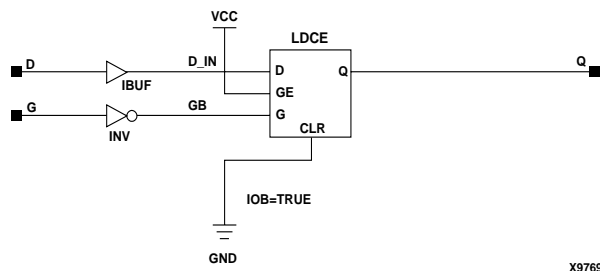 VCC
LDCE
D
D_IN
D
Q
Q
IBUF
GE
G
GB
G
INV
CLR
IOB=TRUE
GND
X9769